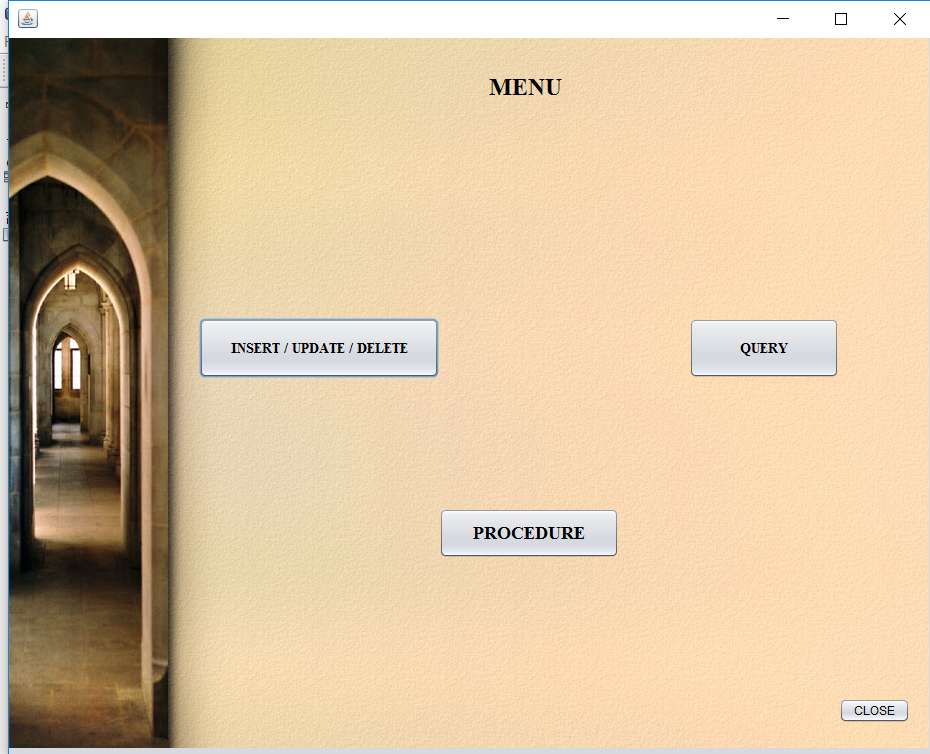 MENU
INSERT / UPDATE / DELETE
QUERY
PROCEDURE
CLOSE